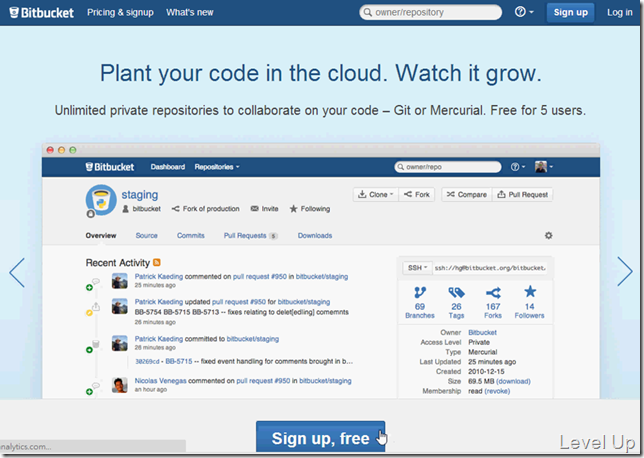 Bitbucket Pricing & signup What's new owner/repository Sign up Log in
Plant your code in the cloud. Watch it grow.
Unlimited private repositories to collaborate on your code – Git or Mercurial. Free for 5 users.
Bitbucket Dashboard Repositories owner/repo
staging
Clone Fork Compare Pull Request
bitbucket Fork of production Invite Following
Overview Source Commits Pull Requests 5 Downloads
Recent Activity
Patrick Kaeding commented on pull request #950 in bitbucket/staging
25 minutes ago
Patrick Kaeding updated pull request for bitbucket/staging
BB-5754 BB-5715 BB-5713 -- fixes relating to delet[edling] comemnts
26 minutes ago
Patrick Kaeding committed to bitbucket/staging
30269cd - BB-5715 -- fixed event handling for comments brought in b...
26 minutes ago
Nicolas Venegas commented on pull request #950 in bitbucket/staging
an hour ago
SSH ssh://hg@bitbucket.org/bitbucket.
69 26 167 14
Branches Tags Forks Followers
Owner Bitbucket
Access Level Private
Type Mercurial
Last Updated 25 minutes ago
Created 2010-12-15
Size 69.5 MB (download)
Membership read (revoke)
Sign up, free
analytics.com...
Level Up